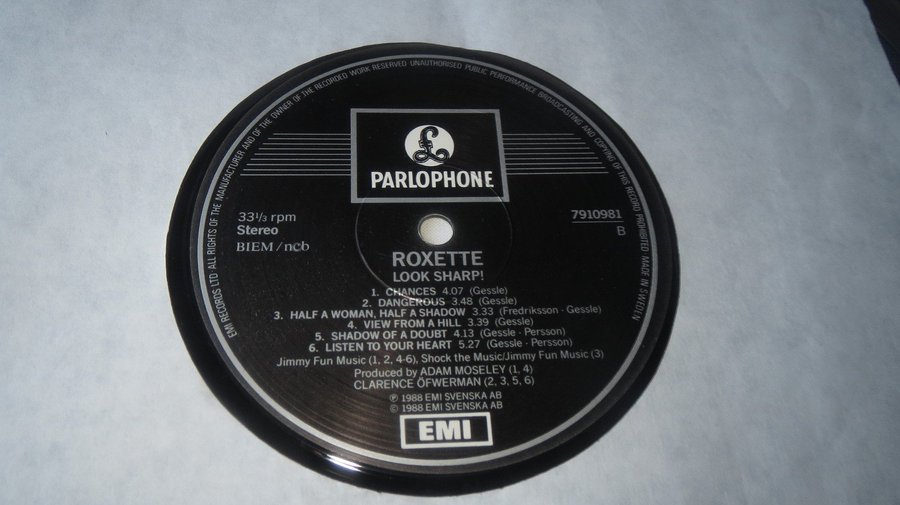 EMI RECORDS LTD ALL RIGHTS OF THE MANUFACTURER AND OF THE OWNER OF THE RECORDED WORK RESERVED UNAUTHORISED PUBLIC PERFORMANCE BROADCASTING AND COPYING OF THIS RECORD PROHIBITED MADE IN SWEDEN
£
PARLOPHONE
33⅓ rpm
Stereo
BIEM/ncb
7910981
B
ROXETTE
LOOK SHARP!
1. CHANCES 4.07 (Gessle)
2. DANGEROUS 3.48 (Gessle)
3. HALF A WOMAN, HALF A SHADOW 3.33 (Fredriksson · Gessle)
4. VIEW FROM A HILL 3.39 (Gessle)
5. SHADOW OF A DOUBT 4.13 (Gessle · Persson)
6. LISTEN TO YOUR HEART 5.27 (Gessle · Persson)
Jimmy Fun Music (1, 2, 4-6), Shock the Music/Jimmy Fun Music (3)
Produced by ADAM MOSELEY (1, 4)
CLARENCE ÖFWERMAN (2, 3, 5, 6)
℗ 1988 EMI SVENSKA AB
© 1988 EMI SVENSKA AB
EMI